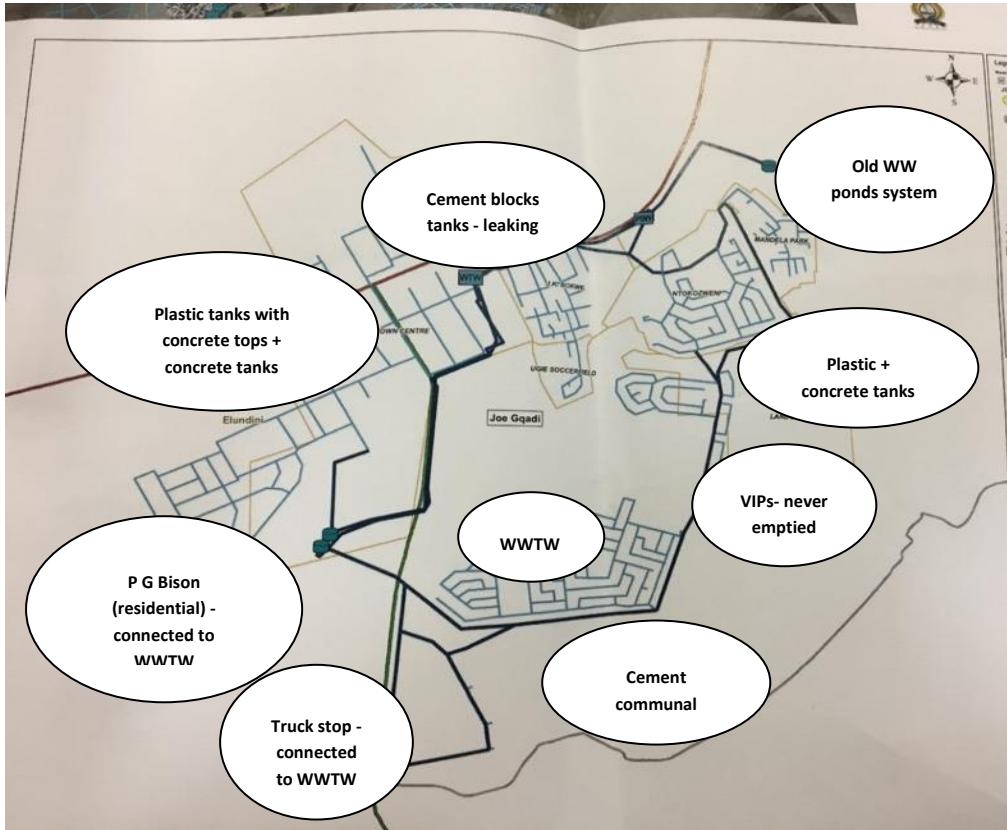 N
W
E
S
Old WW
ponds system
Cement blocks
tanks - leaking
MANDELA PARK
WTW
NTOKOZWENI
Plastic tanks with
concrete tops +
concrete tanks
OWN CENTRE
UGIE SOCCERFIELD
Plastic +
concrete tanks
Elundini
Joe Gqadi
VIPs- never
emptied
WWTW
P G Bison
(residential) -
connected to
WWTW
Cement
communal
Truck stop -
connected
to WWTW